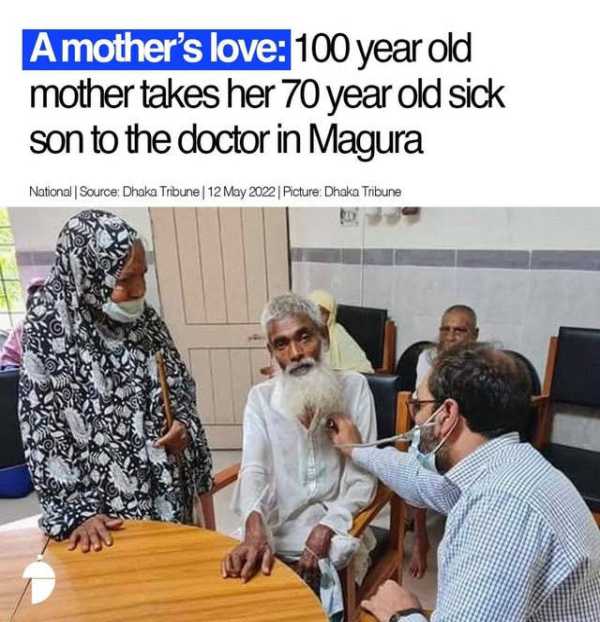 A mother's love: 100 year old
mother takes her 70 year old sick
son to the doctor in Magura
National | Source: Dhaka Tribune | 12 May 2022 | Picture: Dhaka Tribune